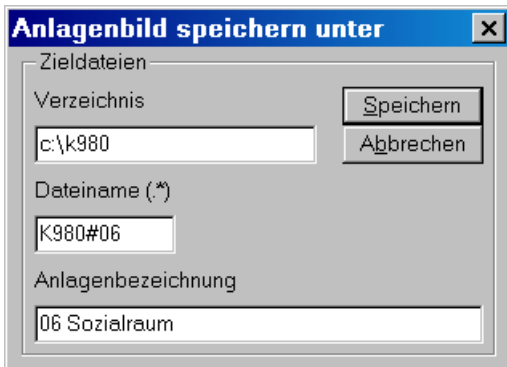 Anlagenbild speichern unter
Zieldateien
Verzeichnis
Speichern
c:\k980
Abbrechen
Dateiname (.*)
K980#06
Anlagenbezeichnung
06 Sozialraum